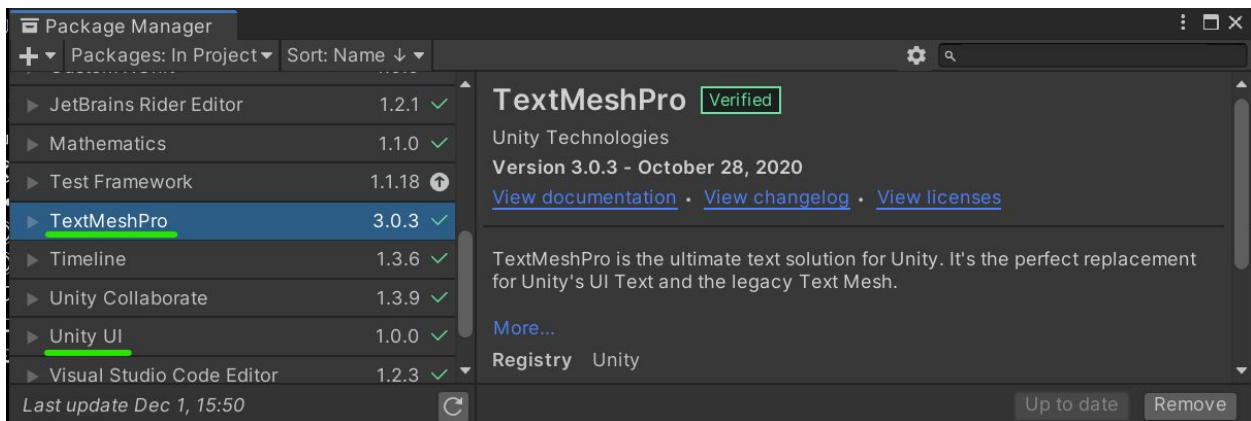 Package Manager
+ Packages: In Project Sort: Name ↓
JetBrains Rider Editor 1.2.1
Mathematics 1.1.0
Test Framework 1.1.18
TextMeshPro 3.0.3
Timeline 1.3.6
Unity Collaborate 1.3.9
Unity UI 1.0.0
Visual Studio Code Editor 1.2.3
Last update Dec 1, 15:50
TextMeshPro Verified
Unity Technologies
Version 3.0.3 - October 28, 2020
View documentation • View changelog • View licenses
TextMeshPro is the ultimate text solution for Unity. It's the perfect replacement
for Unity's UI Text and the legacy Text Mesh.
More...
Registry Unity
Up to date Remove